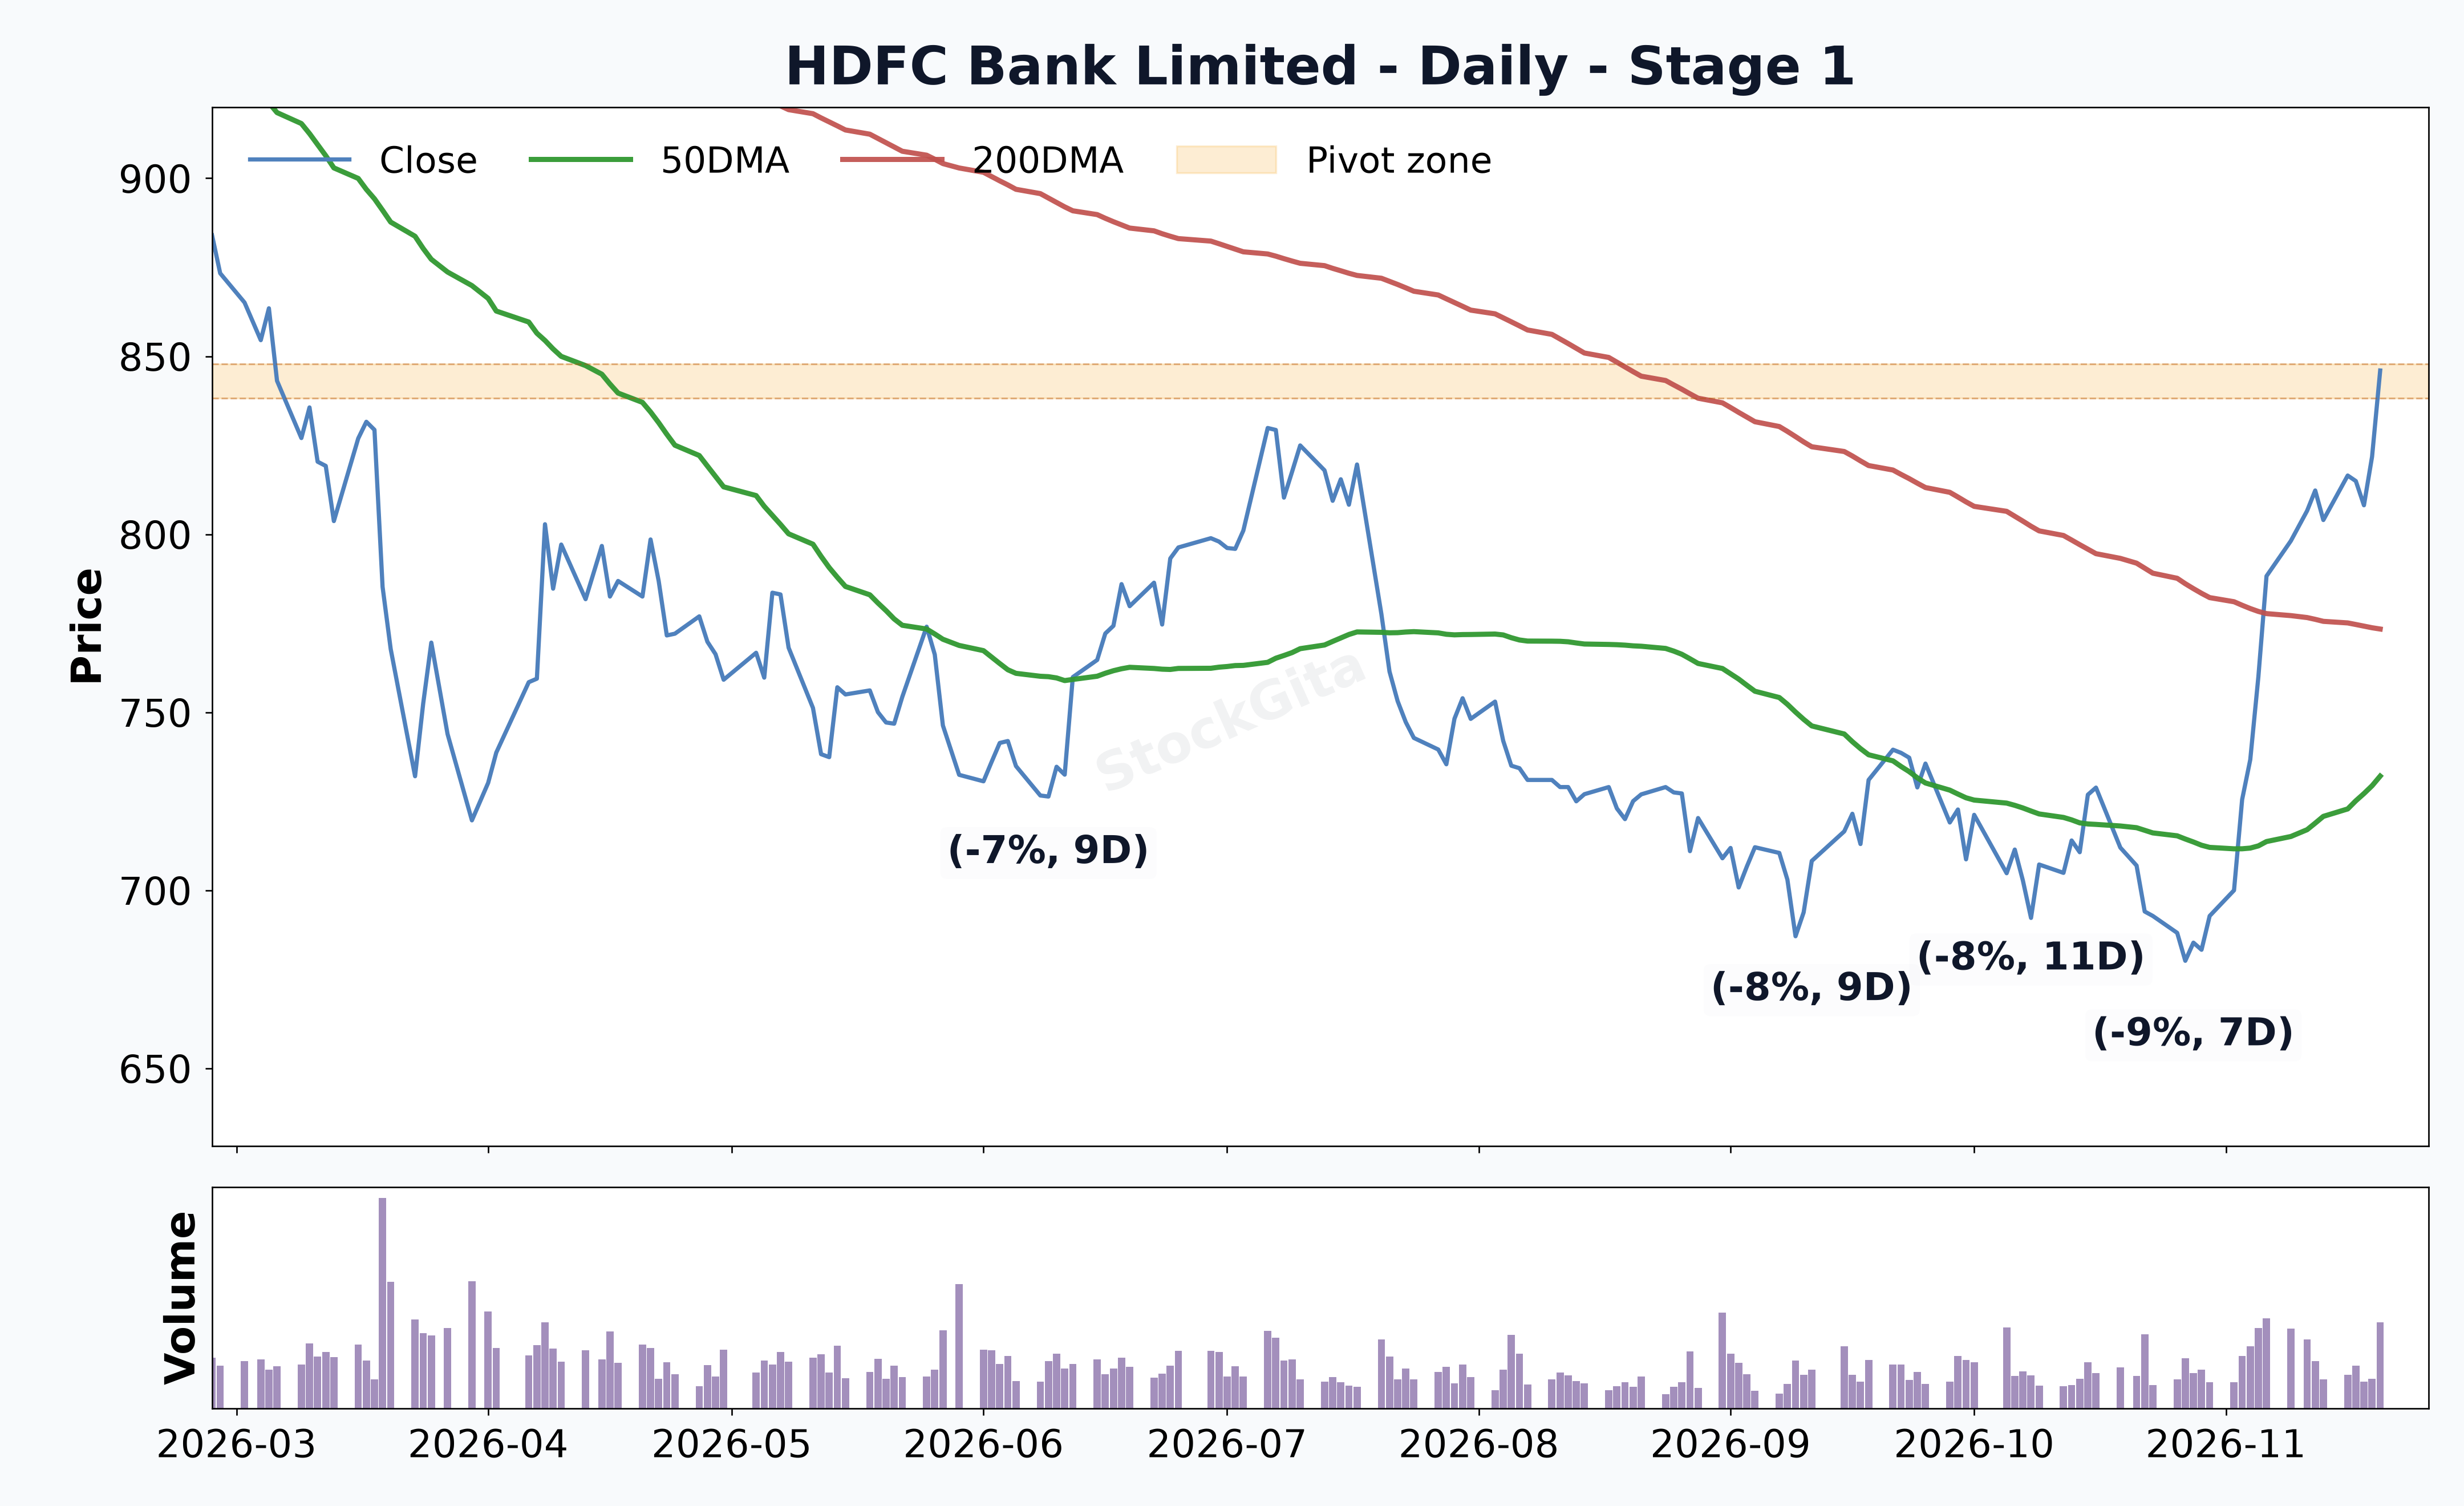 HDFC Bank Limited - Daily - Stage 1
Close 50DMA 200DMA Pivot zone
Price
900
850
800
750
700
650
StockGita
(-7%, 9D)
(-8%, 11D)
(-8%, 9D)
(-9%, 7D)
Volume
2026-03 2026-04 2026-05 2026-06 2026-07 2026-08 2026-09 2026-10 2026-11